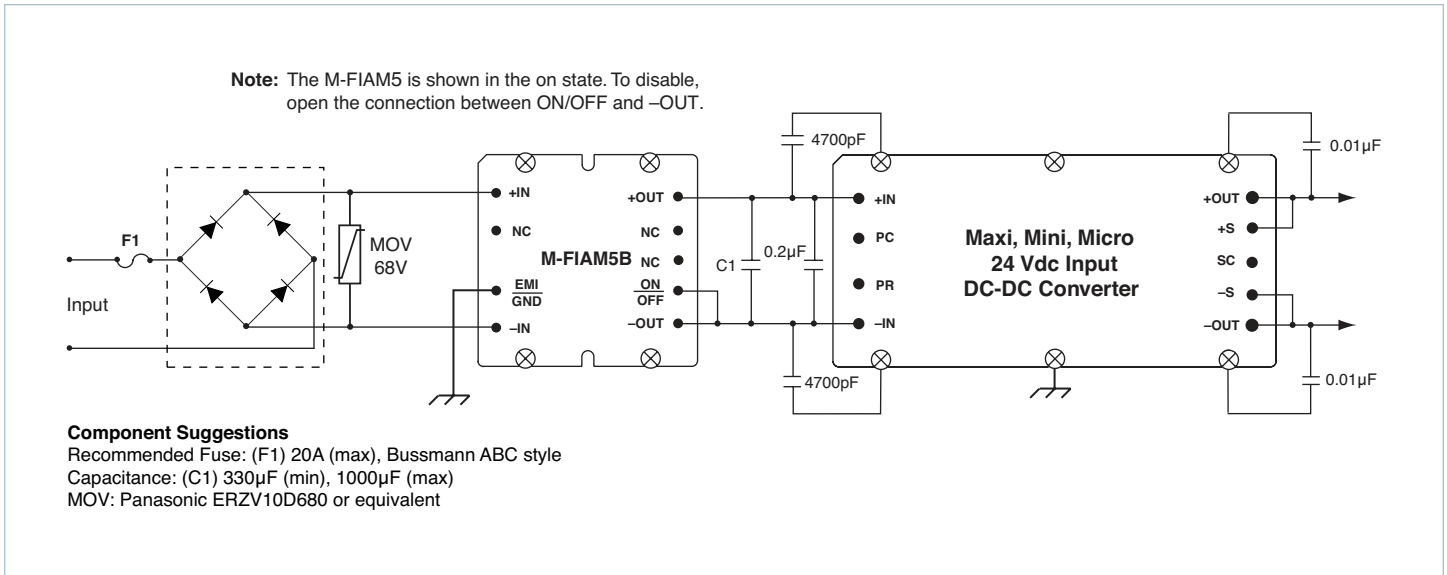 Note: The M-FIAM5 is shown in the on state. To disable,
open the connection between ON/OFF and –OUT.
F1
Input
MOV
68V
+IN
NC
EMI
GND
–IN
M-FIAM5B
+OUT
NC
NC
ON
OFF
–OUT
4700pF
C1
0.2µF
4700pF
+IN
PC
PR
–IN
Maxi, Mini, Micro
24 Vdc Input
DC-DC Converter
+OUT
+S
SC
–S
–OUT
0.01µF
0.01µF
Component Suggestions
Recommended Fuse: (F1) 20A (max), Bussmann ABC style
Capacitance: (C1) 330µF (min), 1000µF (max)
MOV: Panasonic ERZV10D680 or equivalent